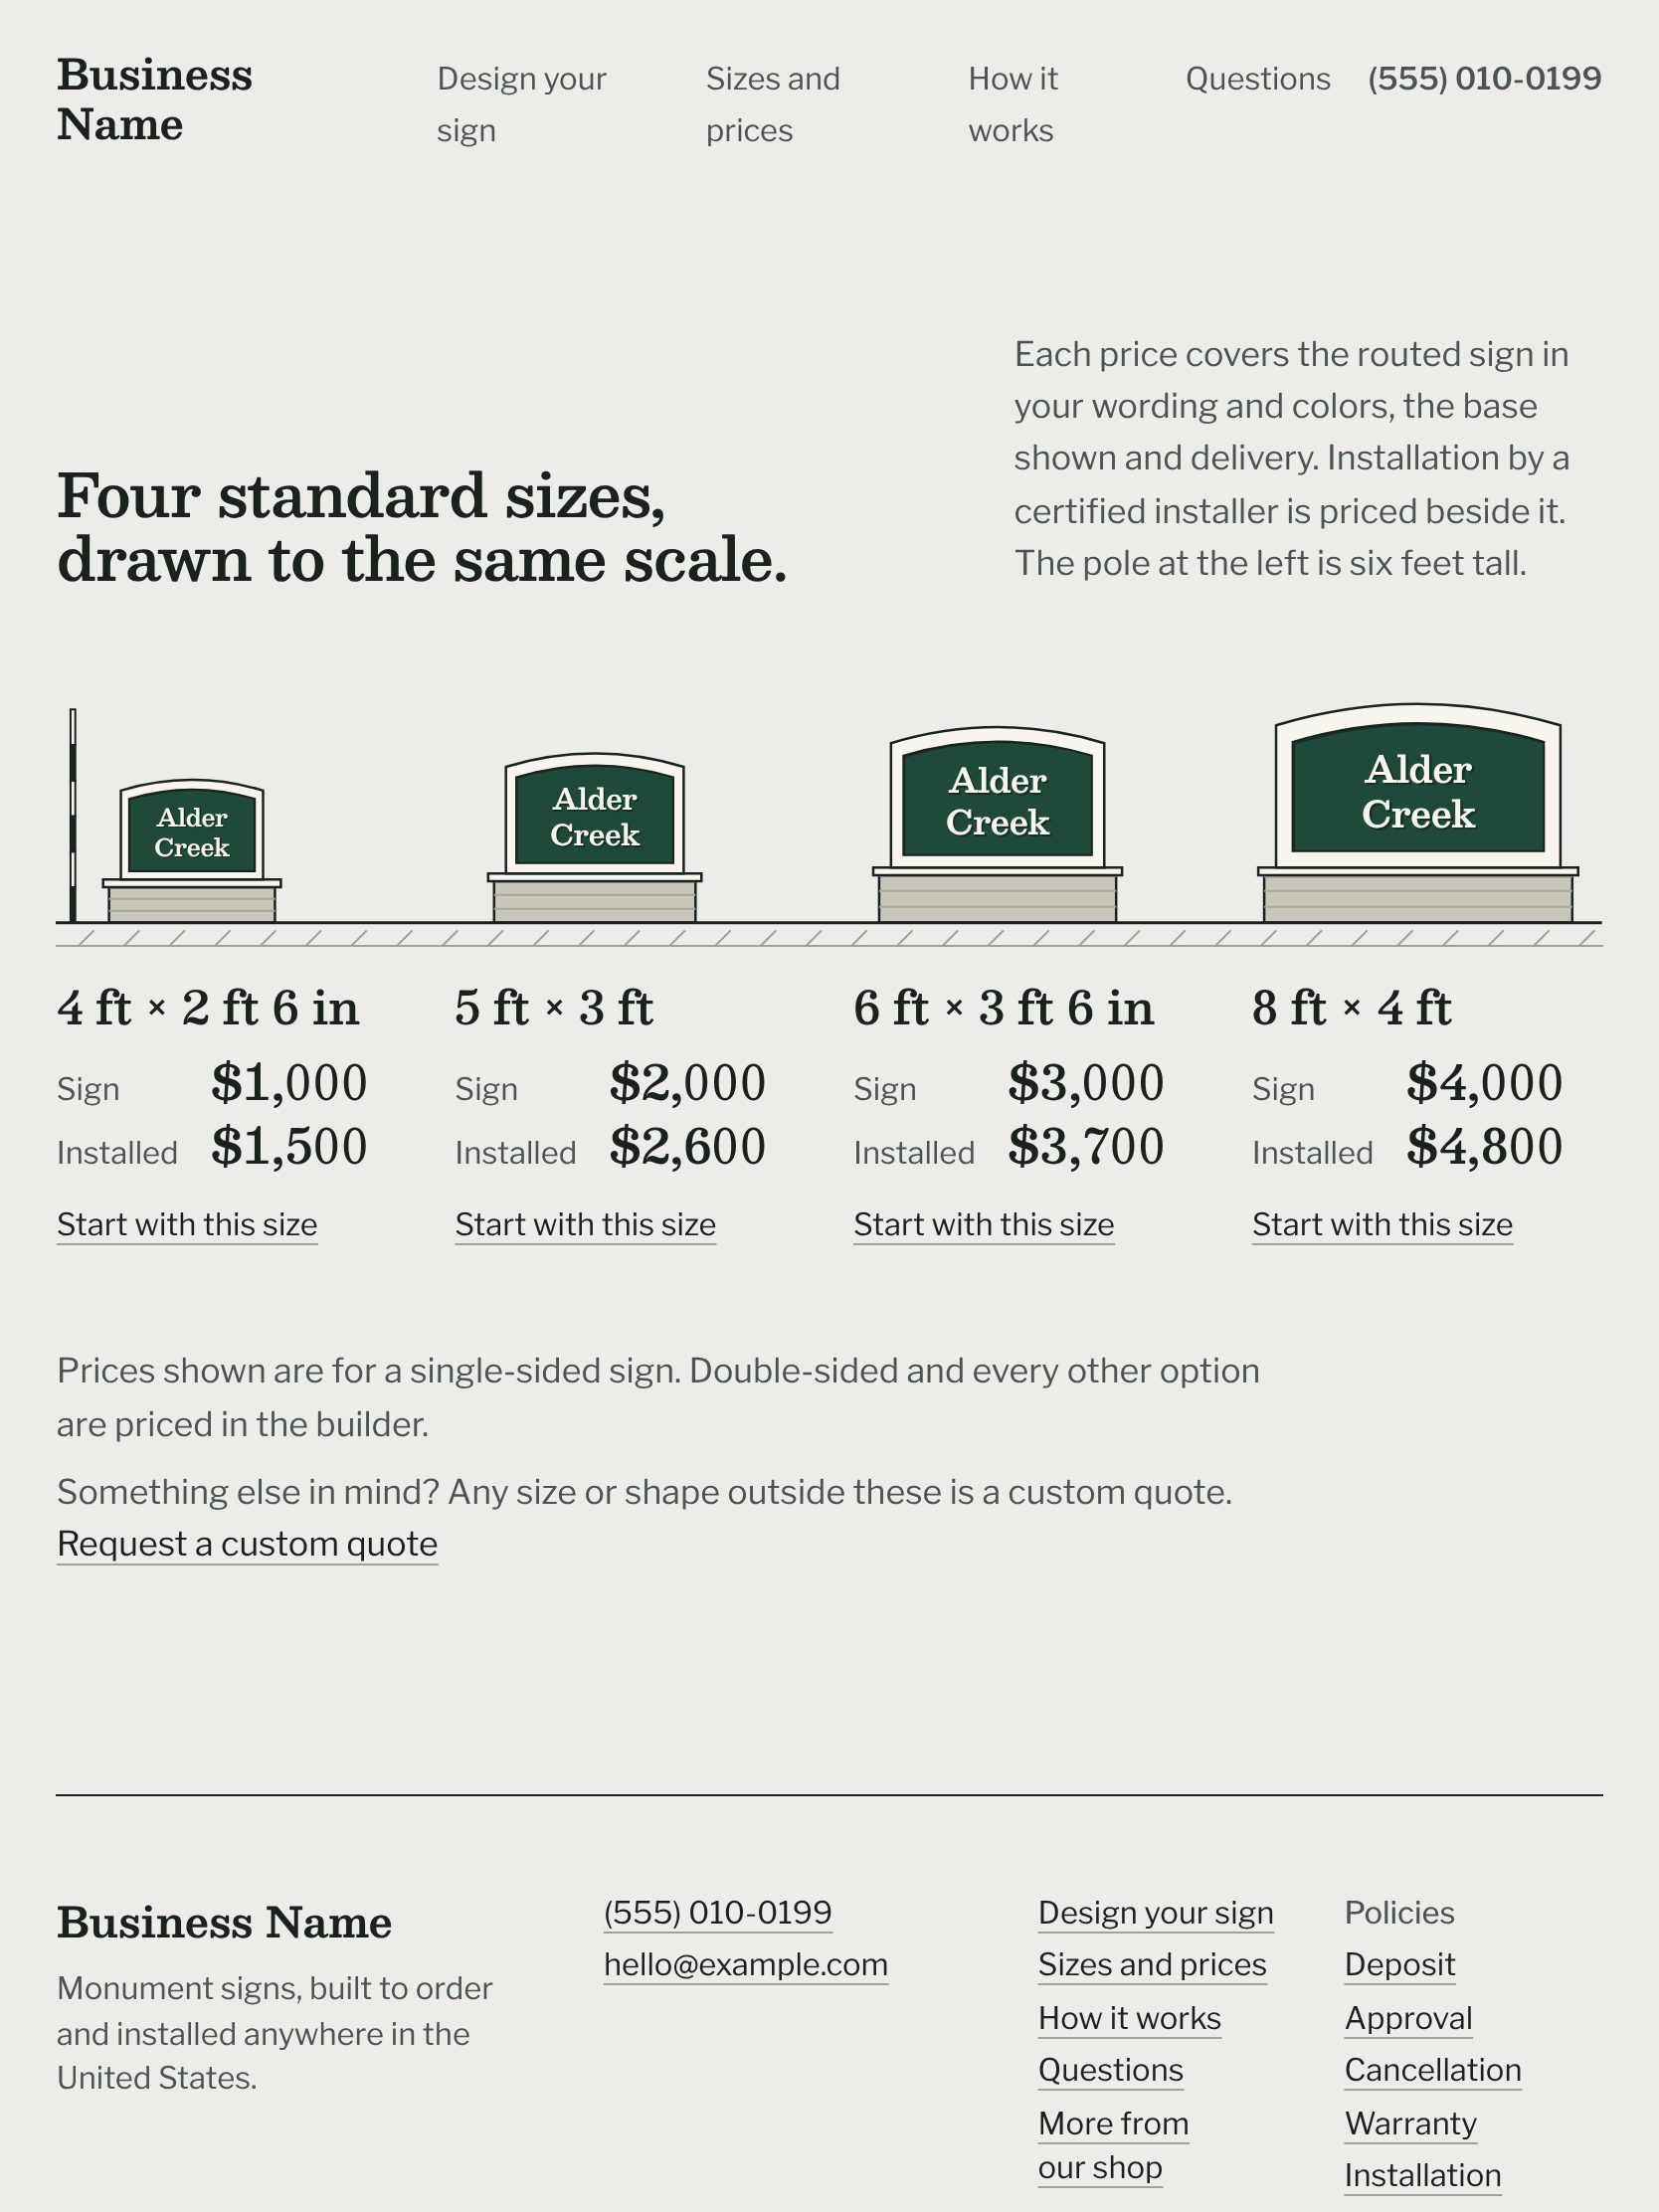 Business
Name
Design your
sign
Sizes and
prices
How it
works
Questions
(555) 010-0199
Four standard sizes,
drawn to the same scale.
Each price covers the routed sign in
your wording and colors, the base
shown and delivery. Installation by a
certified installer is priced beside it.
The pole at the left is six feet tall.
Alder
Creek
Alder
Creek
Alder
Creek
Alder
Creek
4 ft × 2 ft 6 in
Sign $1,000
Installed $1,500
Start with this size
5 ft × 3 ft
Sign $2,000
Installed $2,600
Start with this size
6 ft × 3 ft 6 in
Sign $3,000
Installed $3,700
Start with this size
8 ft × 4 ft
Sign $4,000
Installed $4,800
Start with this size
Prices shown are for a single-sided sign. Double-sided and every other option
are priced in the builder.
Something else in mind? Any size or shape outside these is a custom quote.
Request a custom quote
Business Name
Monument signs, built to order
and installed anywhere in the
United States.
(555) 010-0199
hello@example.com
Design your sign
Sizes and prices
How it works
Questions
More from
our shop
Policies
Deposit
Approval
Cancellation
Warranty
Installation